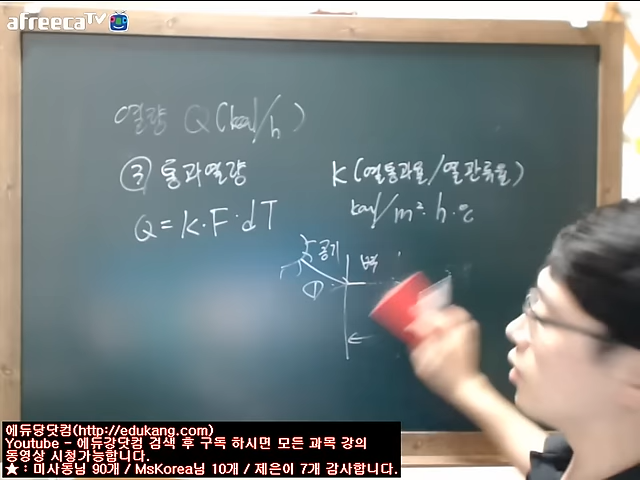 afreecaTV
열량 Q(kcal/h)
③ 통과열량
K(열통과율/열관류율)
Q=K·F·dT
kcal/m²·h·℃
공기
벽
①
에듀강닷컴(http://edukang.com)
Youtube - 에듀강닷컴 검색 후 구독 하시면 모든 과목 강의
동영상 시청가능합니다.
★ : 미사동님 90개 / MsKorea님 10개 / 제은이 7개 감사합니다.